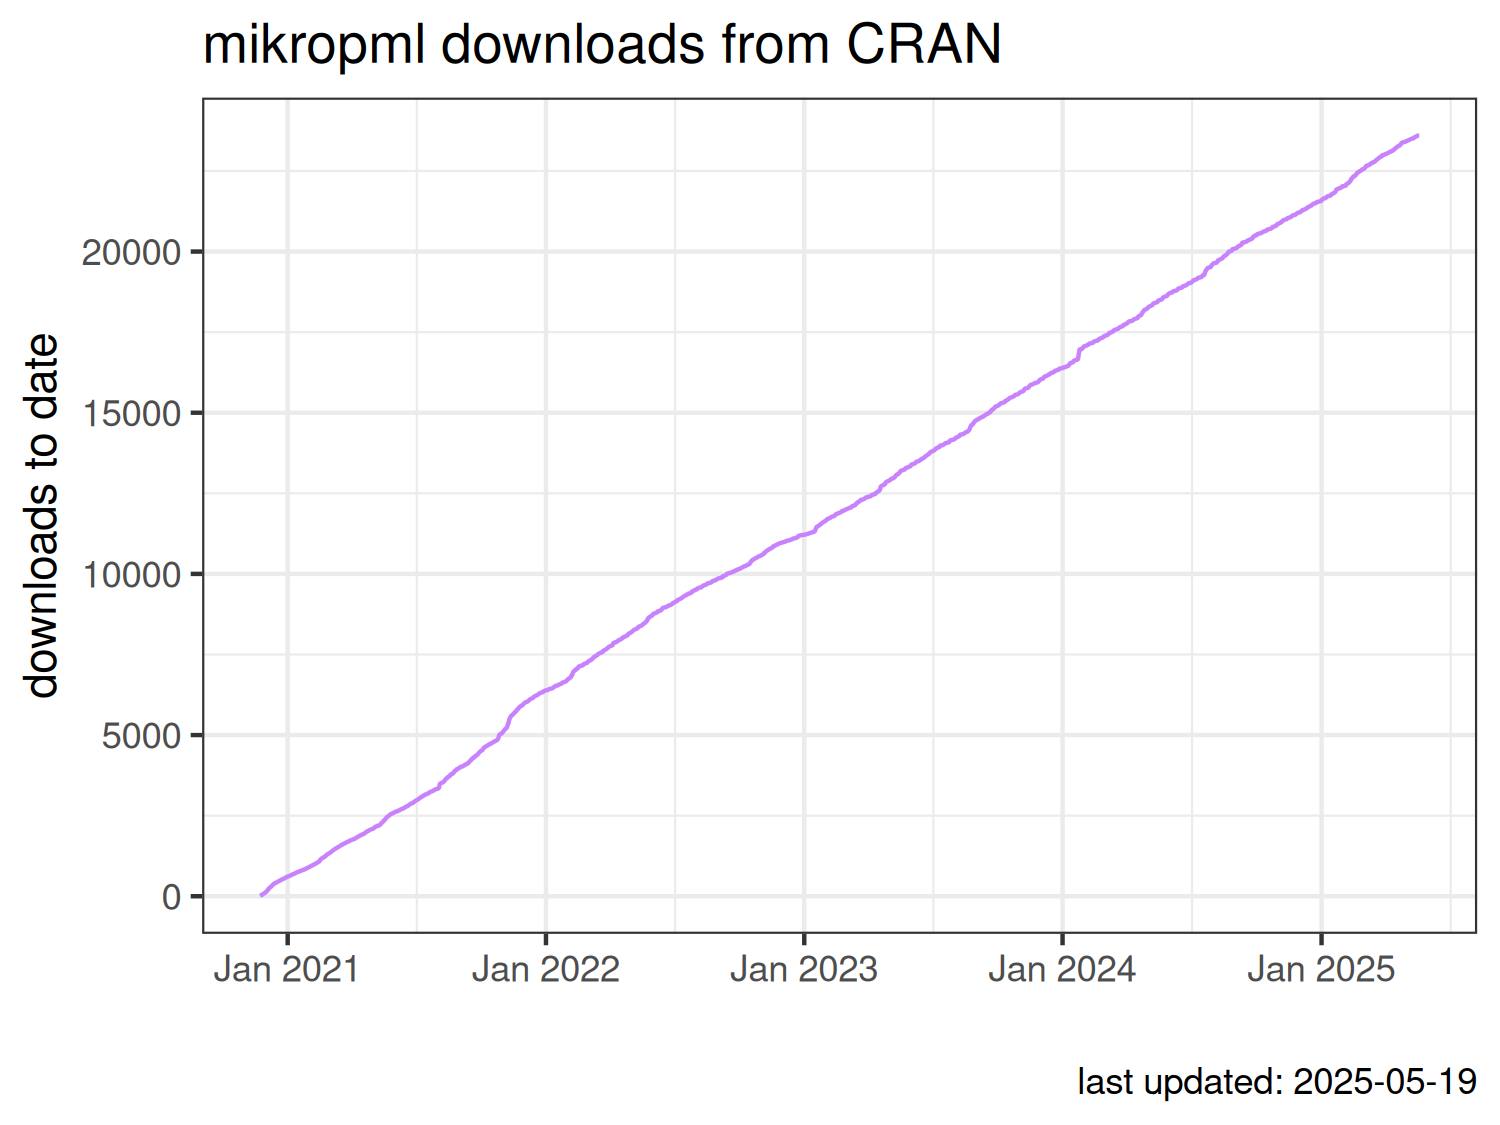 mikropml downloads from CRAN
downloads to date
20000
15000
10000
5000
0
Jan 2021 Jan 2022 Jan 2023 Jan 2024 Jan 2025
last updated: 2025-05-19